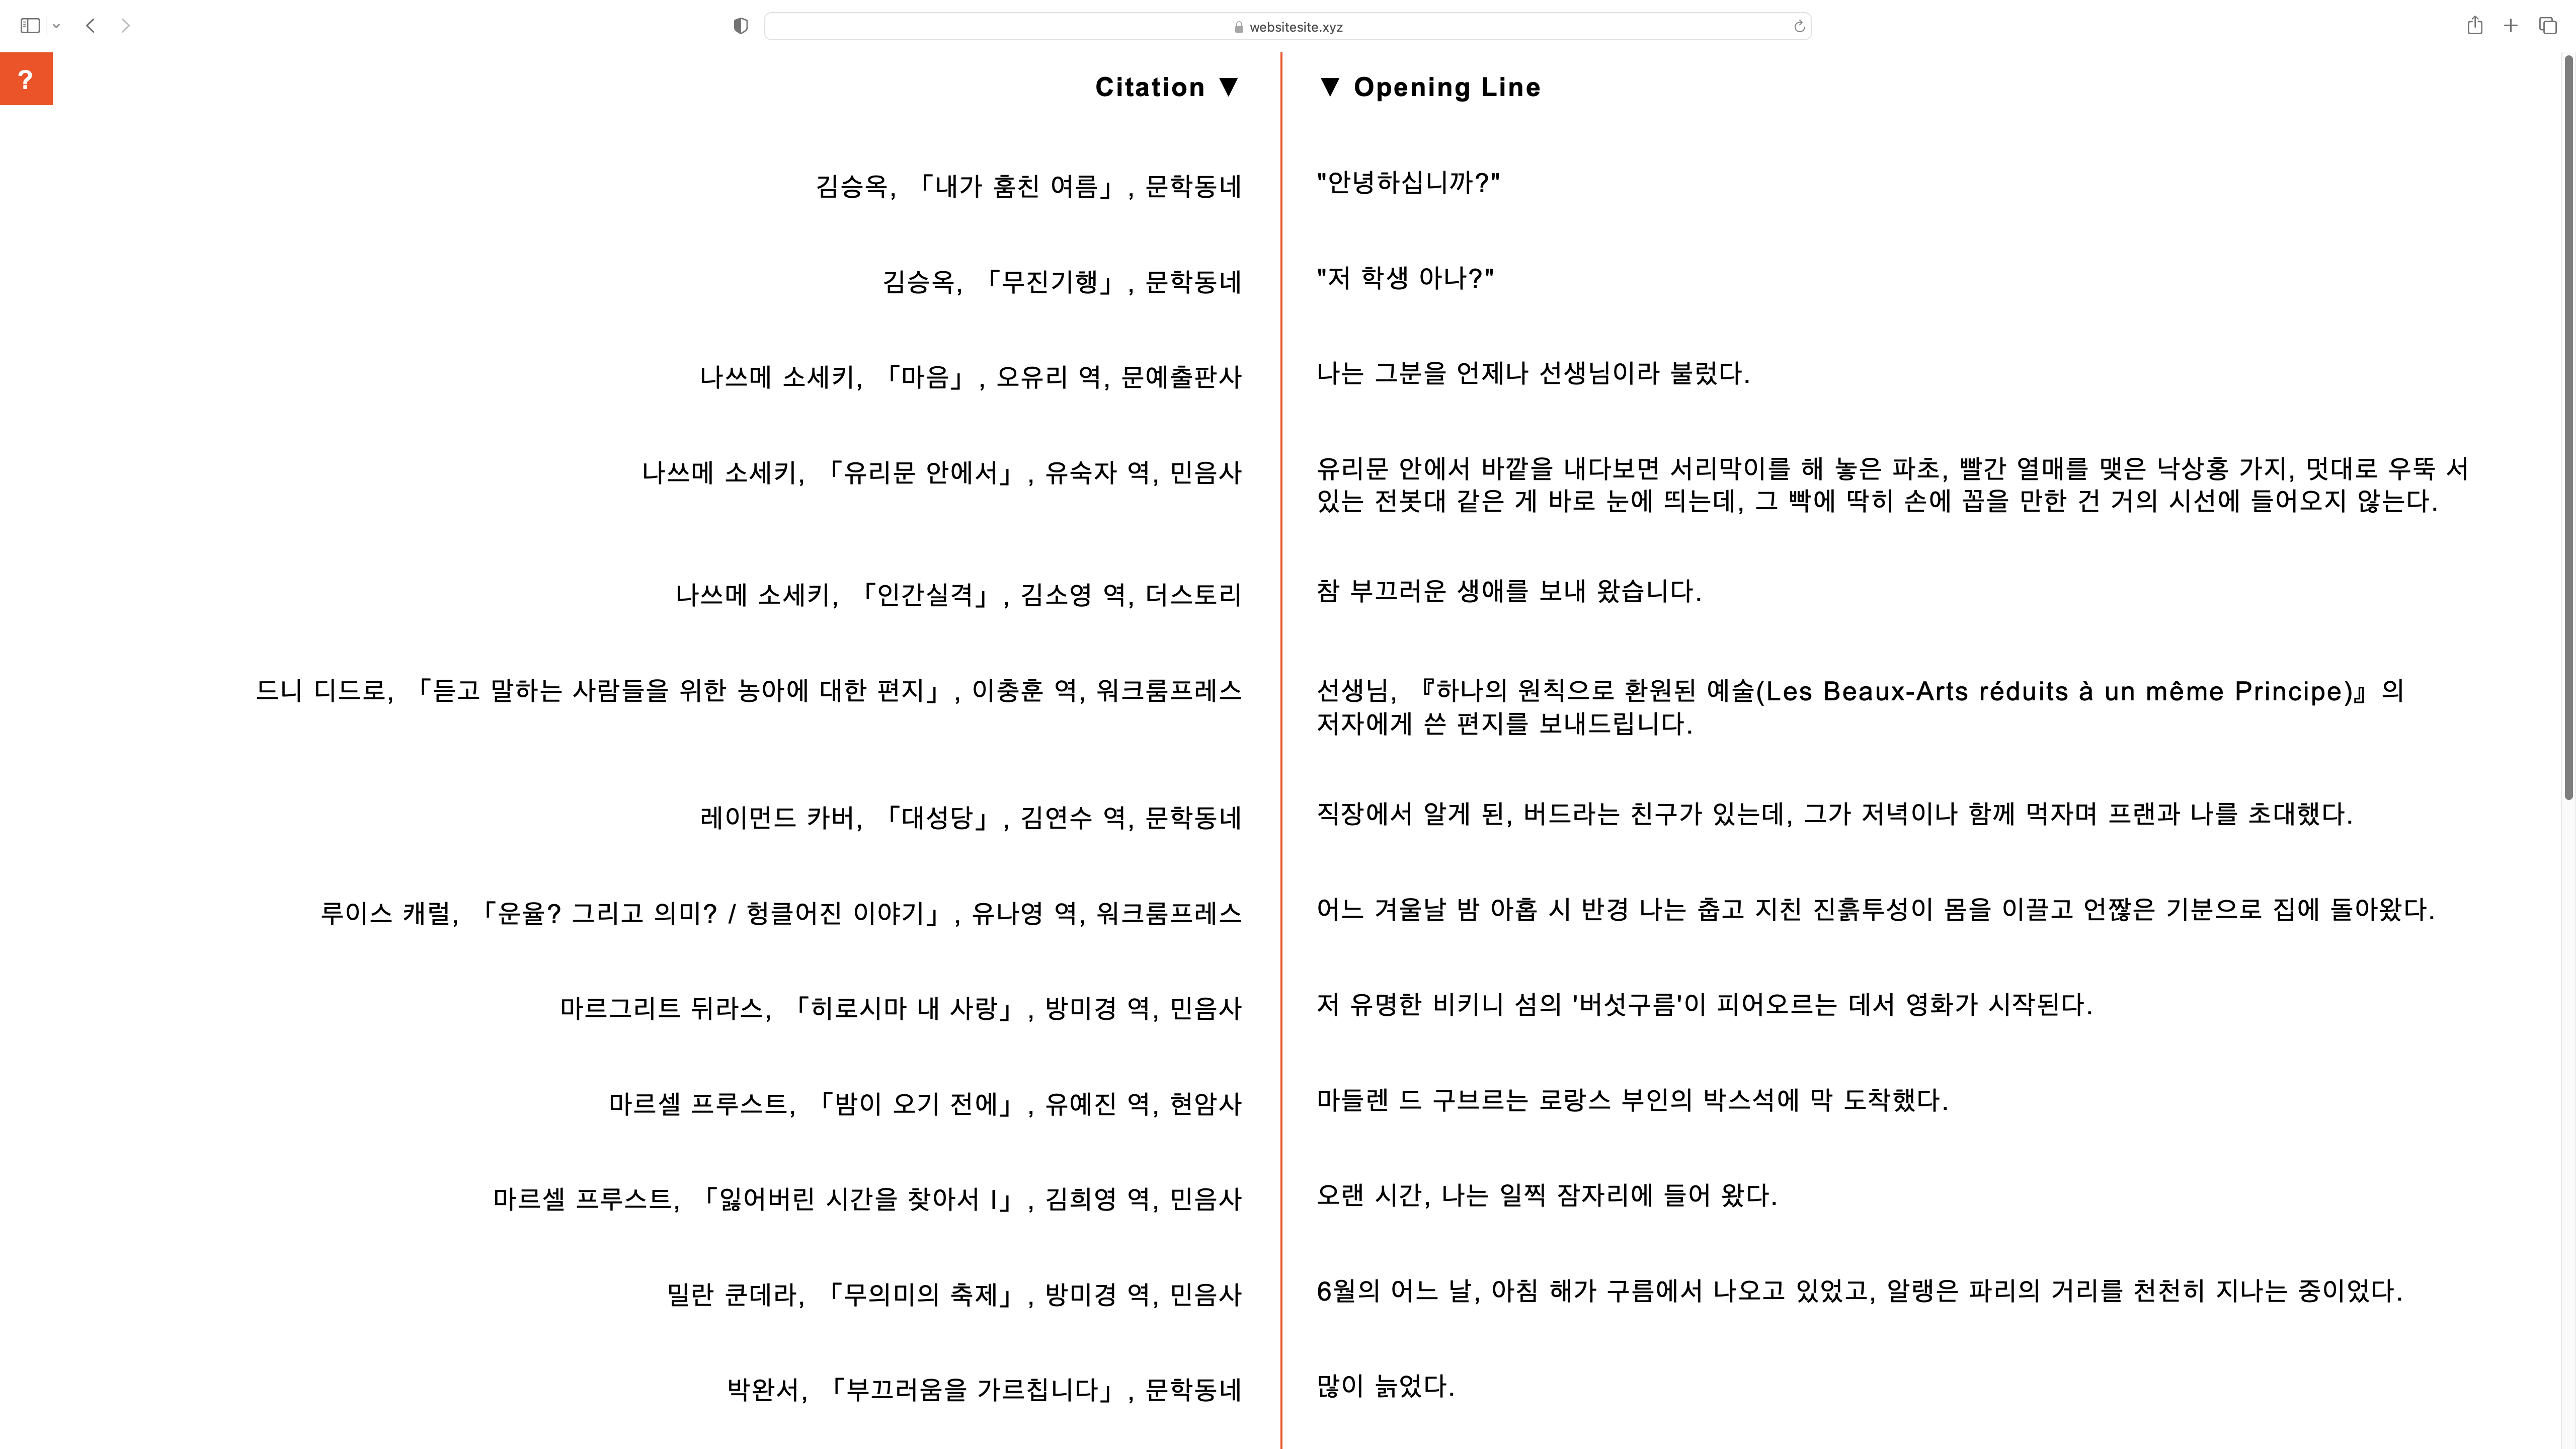 websitesite.xyz
?
Citation ▼
▼ Opening Line
김승옥, 「내가 훔친 여름」, 문학동네
"안녕하십니까?"
김승옥, 「무진기행」, 문학동네
"저 학생 아나?"
나쓰메 소세키, 「마음」, 오유리 역, 문예출판사
나는 그분을 언제나 선생님이라 불렀다.
나쓰메 소세키, 「유리문 안에서」, 유숙자 역, 민음사
유리문 안에서 바깥을 내다보면 서리막이를 해 놓은 파초, 빨간 열매를 맺은 낙상홍 가지, 멋대로 우뚝 서
있는 전봇대 같은 게 바로 눈에 띄는데, 그 빡에 딱히 손에 꼽을 만한 건 거의 시선에 들어오지 않는다.
나쓰메 소세키, 「인간실격」, 김소영 역, 더스토리
참 부끄러운 생애를 보내 왔습니다.
드니 디드로, 「듣고 말하는 사람들을 위한 농아에 대한 편지」, 이충훈 역, 워크룸프레스
선생님, 『하나의 원칙으로 환원된 예술(Les Beaux-Arts réduits à un même Principe)』의
저자에게 쓴 편지를 보내드립니다.
레이먼드 카버, 「대성당」, 김연수 역, 문학동네
직장에서 알게 된, 버드라는 친구가 있는데, 그가 저녁이나 함께 먹자며 프랜과 나를 초대했다.
루이스 캐럴, 「운율? 그리고 의미? / 헝클어진 이야기」, 유나영 역, 워크룸프레스
어느 겨울날 밤 아홉 시 반경 나는 춥고 지친 진흙투성이 몸을 이끌고 언짢은 기분으로 집에 돌아왔다.
마르그리트 뒤라스, 「히로시마 내 사랑」, 방미경 역, 민음사
저 유명한 비키니 섬의 '버섯구름'이 피어오르는 데서 영화가 시작된다.
마르셀 프루스트, 「밤이 오기 전에」, 유예진 역, 현암사
마들렌 드 구브르는 로랑스 부인의 박스석에 막 도착했다.
마르셀 프루스트, 「잃어버린 시간을 찾아서 I」, 김희영 역, 민음사
오랜 시간, 나는 일찍 잠자리에 들어 왔다.
밀란 쿤데라, 「무의미의 축제」, 방미경 역, 민음사
6월의 어느 날, 아침 해가 구름에서 나오고 있었고, 알랭은 파리의 거리를 천천히 지나는 중이었다.
박완서, 「부끄러움을 가르칩니다」, 문학동네
많이 늙었다.